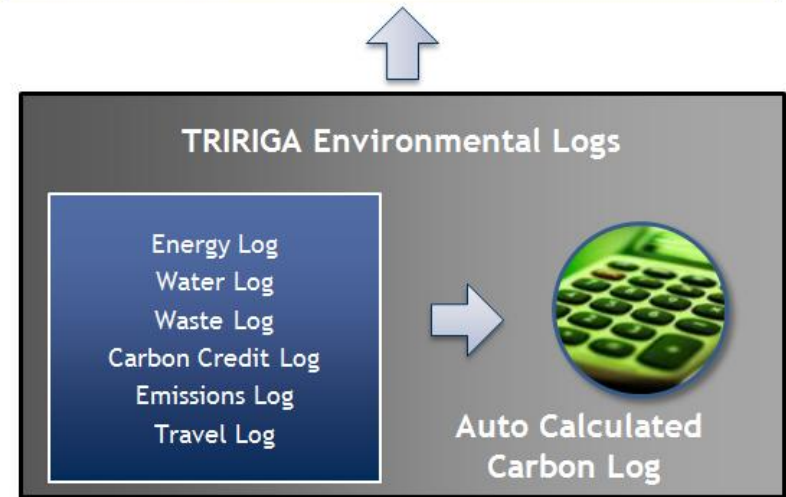 TRIRIGA Environmental Logs
Energy Log
Water Log
Waste Log
Carbon Credit Log
Emissions Log
Travel Log
Auto Calculated
Carbon Log